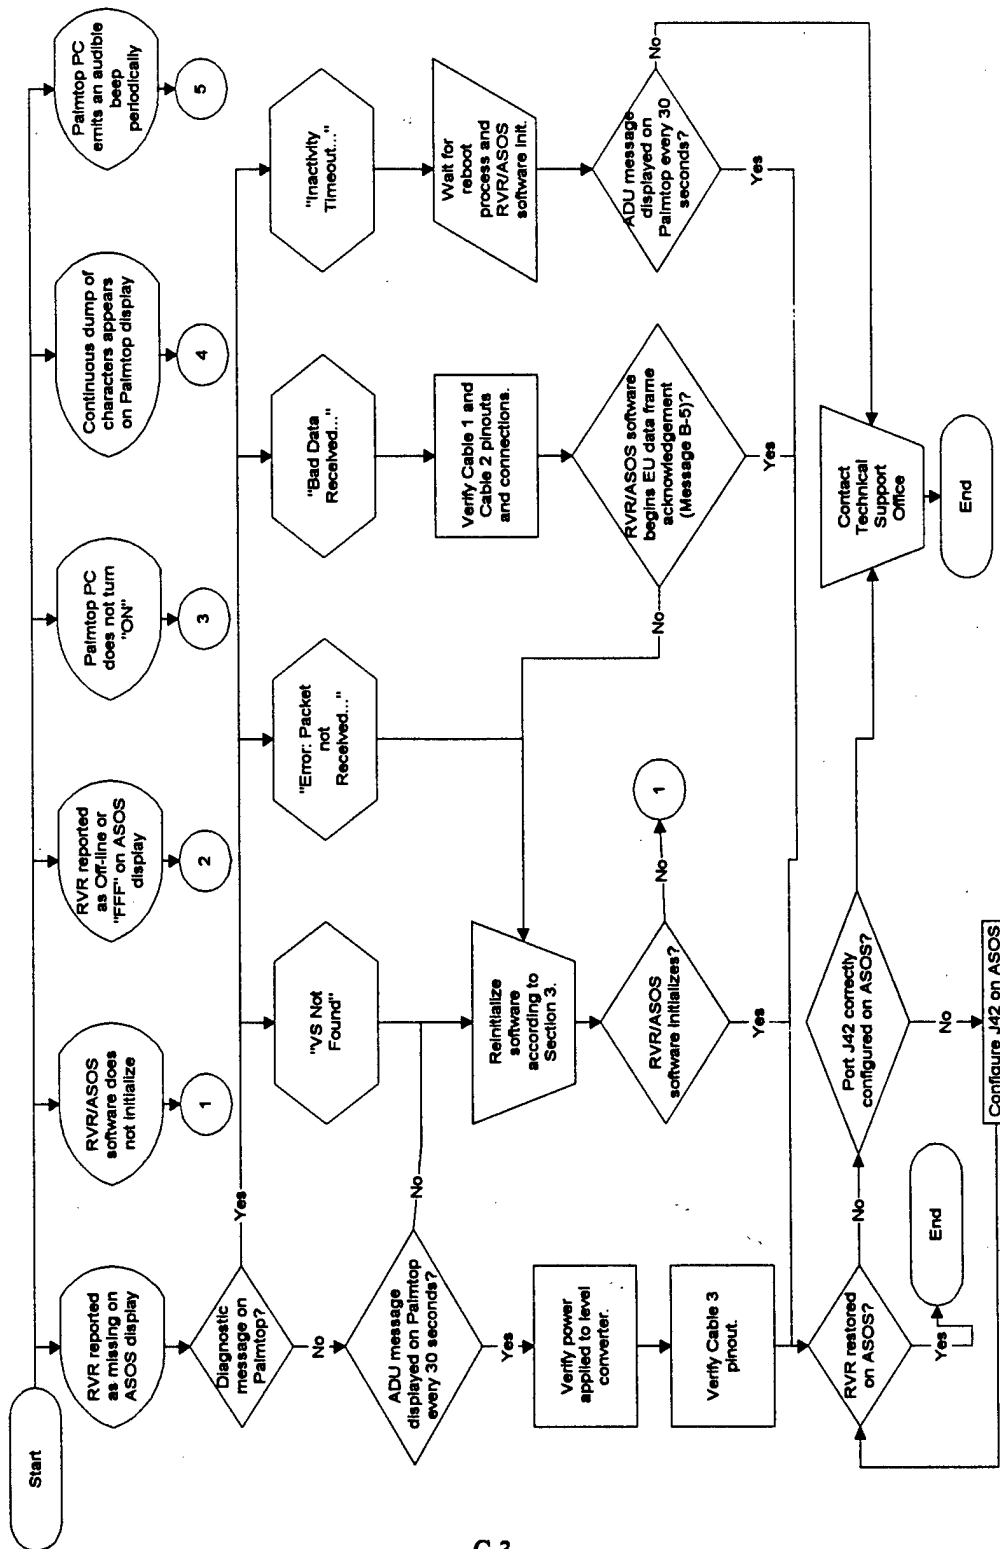 Start
RVR reported
as missing on
ASOS display
RVR/ASOS
software does
not initialize
1
RVR reported
as Off-line or
"FFF" on ASOS
display
2
Palmtop PC
does not turn
"ON"
3
Continuous dump of
characters appears
on Palmtop display
4
Palmtop PC
emits an audible
beep
periodically
5
Diagnostic
message on
Palmtop?
Yes
No
"VS Not
Found"
"Error: Packet
not
Received..."
"Bad Data
Received..."
"Inactivity
Timeout..."
ADU message
displayed on Palmtop
every 30 seconds?
No
Yes
Verify Cable 1 and
Cable 2 pinouts
and connections.
Wait for
reboot
process and
RVR/ASOS
software init.
Reinitialize
software
according to
Section 3.
RVR/ASOS software
begins EU data frame
acknowledgement
(Message B-5)?
No
Yes
ADU message
displayed on
Palmtop every 30
seconds?
No
Yes
Verify power
applied to level
converter.
RVR/ASOS
software initializes?
No
1
Yes
Verify Cable 3
pinout.
RVR restored
on ASOS?
No
Yes
End
Port J42 correctly
configured on ASOS?
No
Configure J42 on ASOS
Contact
Technical
Support
Office
End
C-3